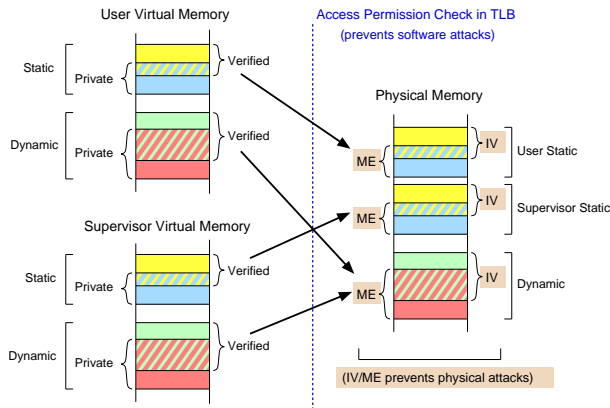 User Virtual Memory
Static
Private
Verified
Dynamic
Private
Verified
Supervisor Virtual Memory
Static
Private
Verified
Dynamic
Private
Verified
Access Permission Check in TLB
(prevents software attacks)
Physical Memory
ME
IV
User Static
ME
IV
Supervisor Static
ME
IV
Dynamic
(IV/ME prevents physical attacks)